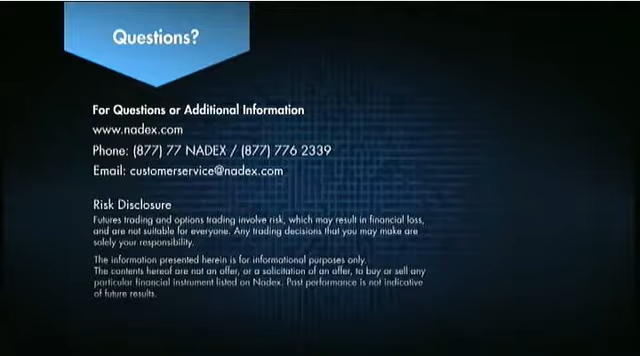 Questions?
For Questions or Additional Information
www.nadex.com
Phone: (877) 77 NADEX / (877) 776 2339
Email: customerservice@nadex.com
Risk Disclosure
Futures trading and options trading involve risk, which may result in financial loss,
and are not suitable for everyone. Any trading decisions that you may make are
solely your responsibility.
The information presented herein is for informational purposes only.
The contents hereof are not an offer, or a solicitation of an offer, to buy or sell any
particular financial instrument listed on Nadex. Past performance is not indicative
of future results.